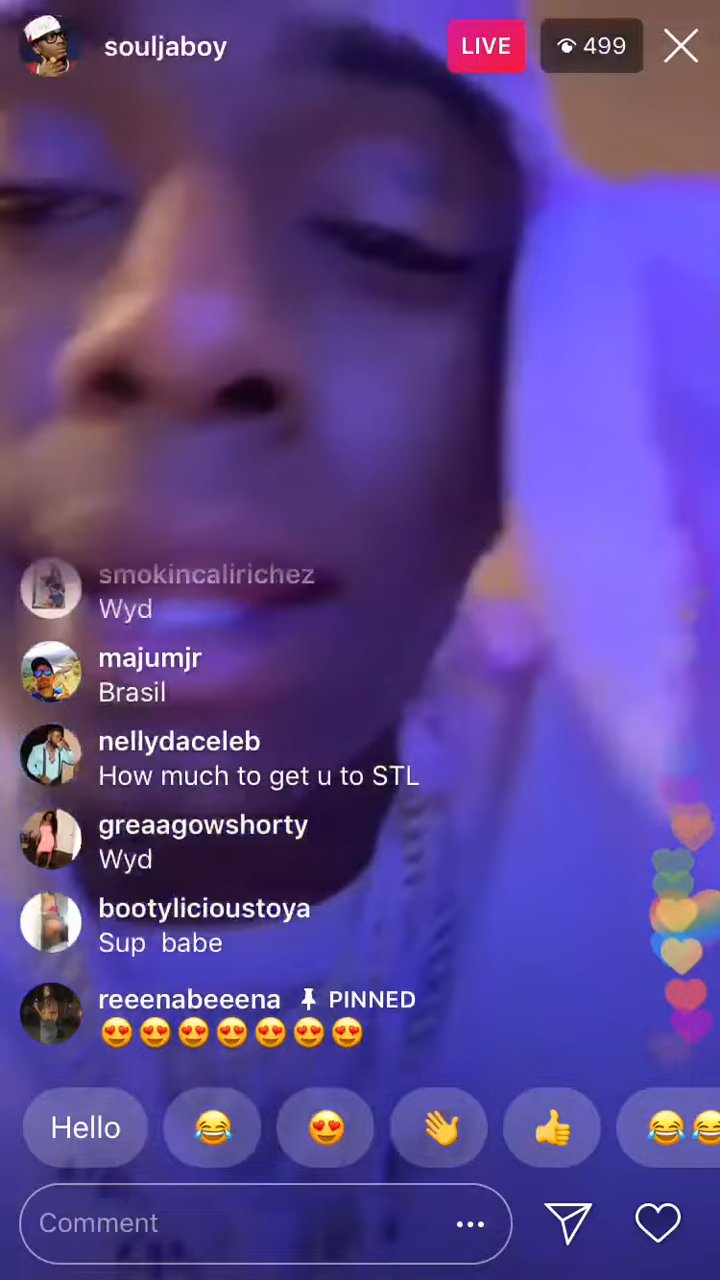 souljaboy LIVE 499
smokincalirichez
Wyd
majumjr
Brasil
nellydaceleb
How much to get u to STL
greaagowshorty
Wyd
bootylicioustoya
Sup babe
reeenabeeena PINNED
😍😍😍😍😍😍😍
Hello 😂 😍 👋 👍 😂😂
Comment